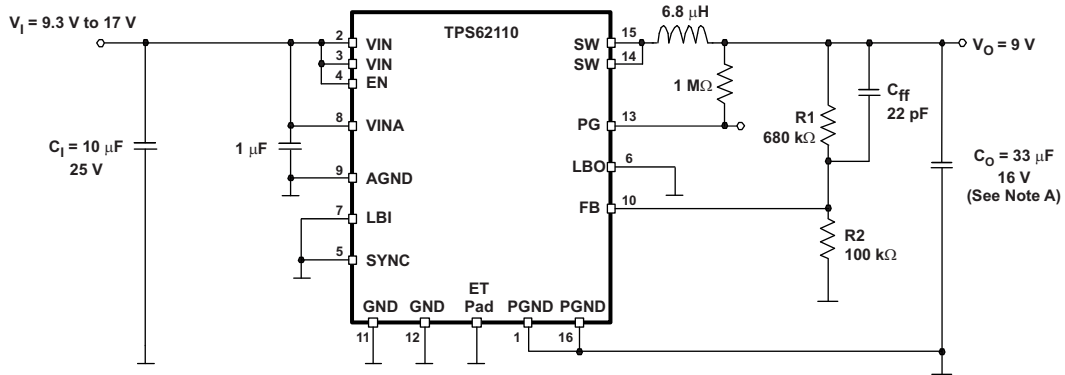 V_I = 9.3 V to 17 V
TPS62110
6.8 μH
V_O = 9 V
2 VIN
3 VIN
4 EN
8 VINA
9 AGND
7 LBI
5 SYNC
SW 15
SW 14
PG 13
LBO 6
FB 10
1 MΩ
C_ff
22 pF
R1
680 kΩ
R2
100 kΩ
C_O = 33 μF
16 V
(See Note A)
C_I = 10 μF
25 V
1 μF
GND GND ET Pad PGND PGND
11 12 1 16